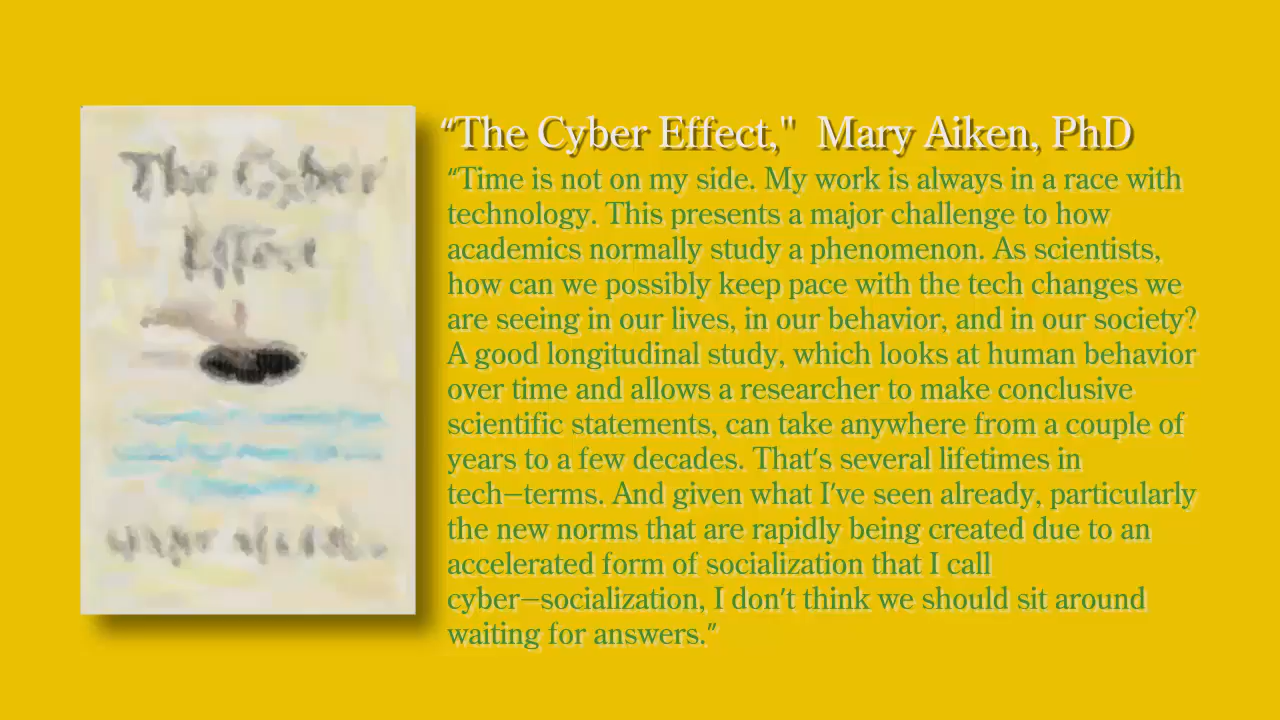 The Cyber
Effect
“The Cyber Effect," Mary Aiken, PhD
“Time is not on my side. My work is always in a race with
technology. This presents a major challenge to how
academics normally study a phenomenon. As scientists,
how can we possibly keep pace with the tech changes we
are seeing in our lives, in our behavior, and in our society?
A good longitudinal study, which looks at human behavior
over time and allows a researcher to make conclusive
scientific statements, can take anywhere from a couple of
years to a few decades. That's several lifetimes in
tech–terms. And given what I've seen already, particularly
the new norms that are rapidly being created due to an
accelerated form of socialization that I call
cyber–socialization, I don't think we should sit around
waiting for answers.”